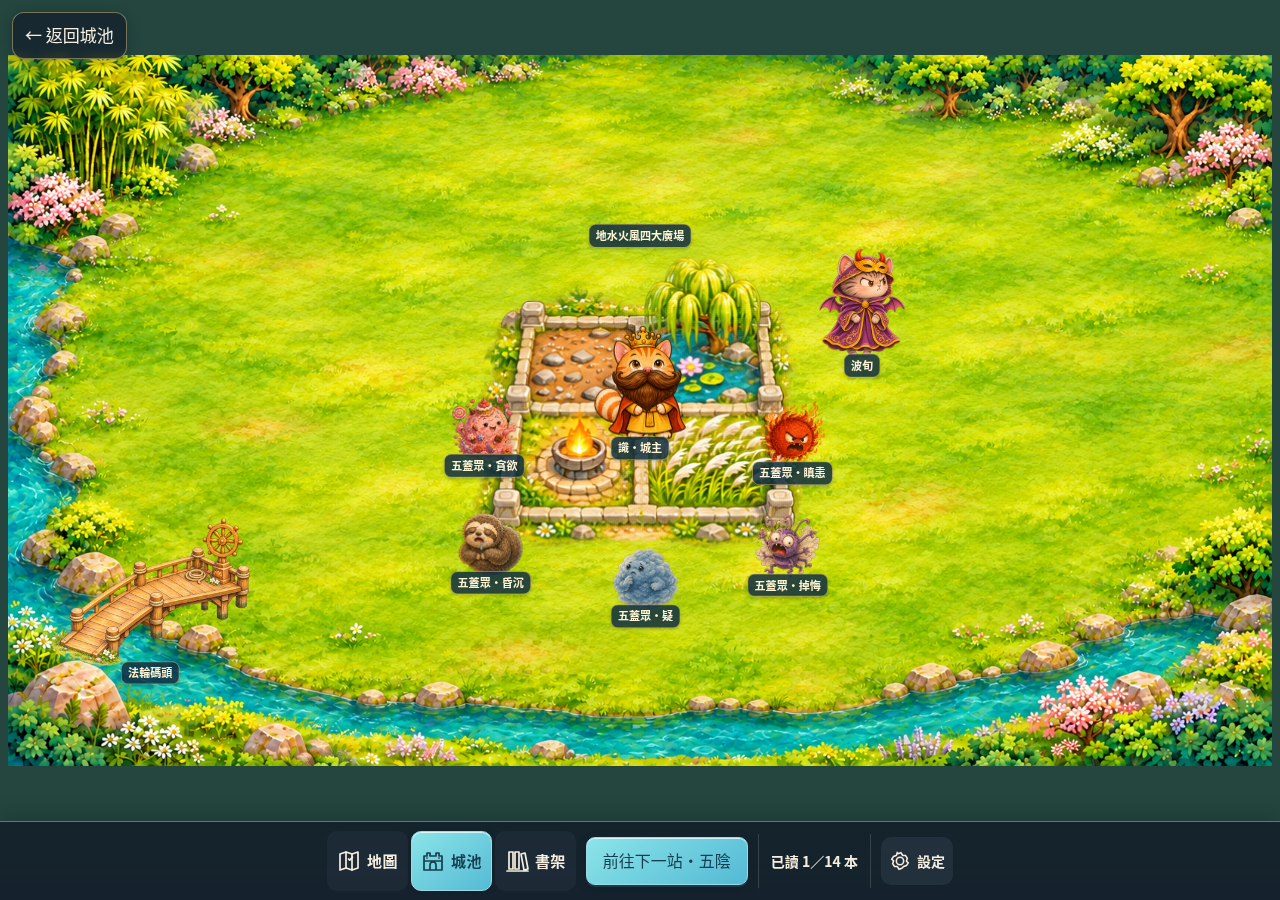 ← 返回城池
地水火風四大廣場
波旬
識・城主
五蓋眾・貪欲
五蓋眾・瞋恚
五蓋眾・昏沉
五蓋眾・掉悔
五蓋眾・疑
法輪碼頭
地圖
城池
書架
前往下一站・五陰
已讀 1／14 本
設定